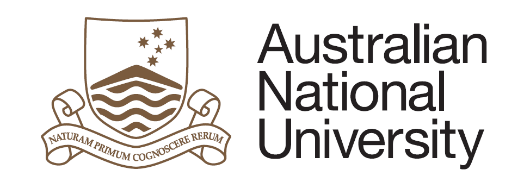 Australian
National
University
NATURAM PRIMUM COGNOSCERE RERUM